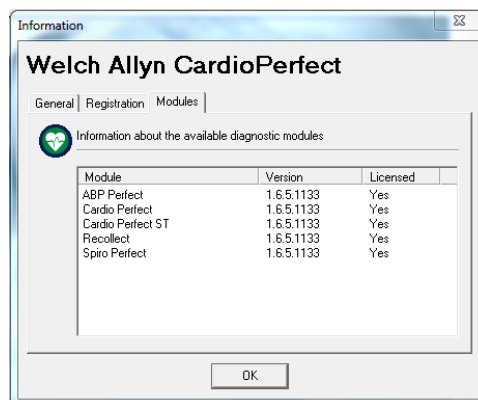 Information
Welch Allyn CardioPerfect
General Registration Modules
Information about the available diagnostic modules
Module Version Licensed
ABP Perfect 1.6.5.1133 Yes
Cardio Perfect 1.6.5.1133 Yes
Cardio Perfect ST 1.6.5.1133 Yes
Recollect 1.6.5.1133 Yes
Spiro Perfect 1.6.5.1133 Yes
OK